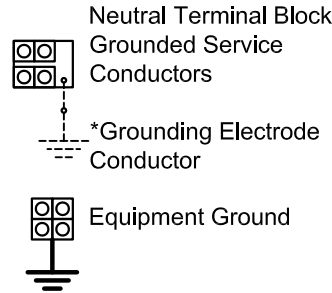 Neutral Terminal Block
Grounded Service
Conductors
*Grounding Electrode
Conductor
Equipment Ground